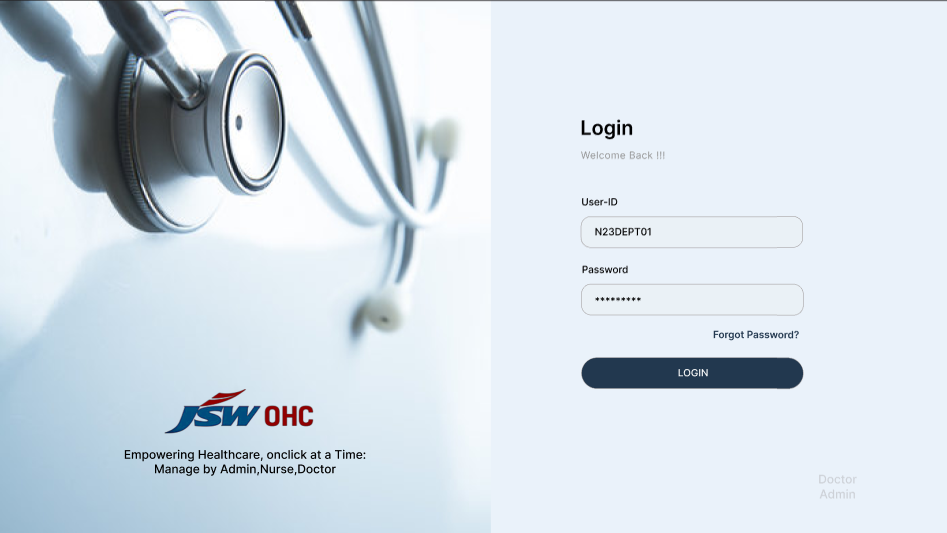 JSW OHC
Empowering Healthcare, onclick at a Time:
Manage by Admin,Nurse,Doctor
Login
Welcome Back !!!
User-ID
N23DEPT01
Password
*********
Forgot Password?
LOGIN
Doctor
Admin